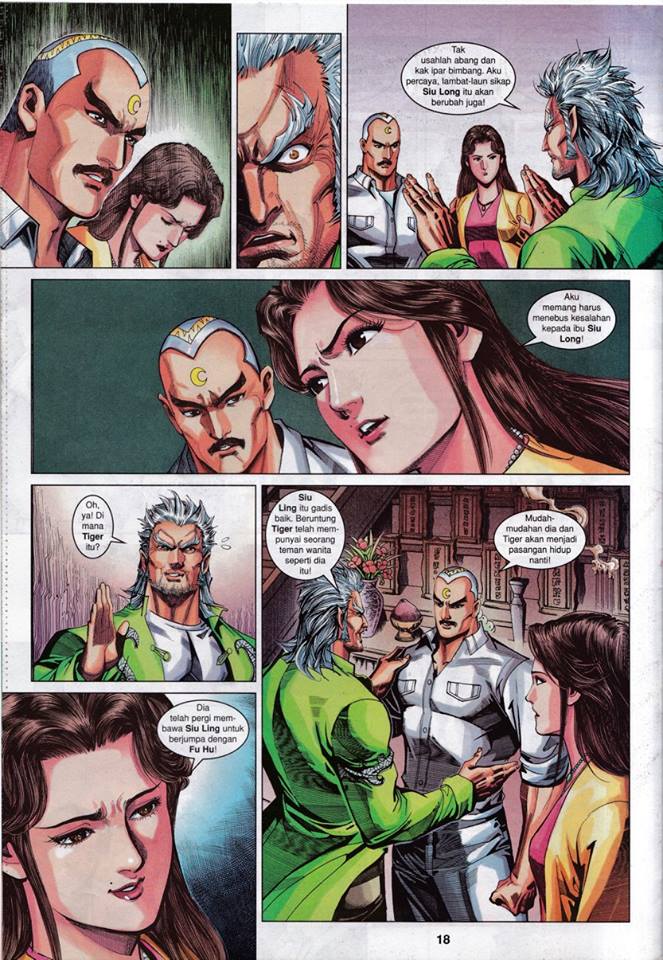 Tak
usahlah abang dan
kak ipar bimbang. Aku
percaya, lambat-laun sikap
Siu Long itu akan
berubah juga!
Aku
memang harus
menebus kesalahan
kepada ibu Siu
Long!
Oh,
ya! Di
mana
Tiger
itu?
Siu
Ling itu gadis
baik. Beruntung
Tiger telah mem-
punyai seorang
teman wanita
seperti dia
itu!
Mudah-
mudahan dia dan
Tiger akan menjadi
pasangan hidup
nanti!
Dia
telah pergi mem-
bawa Siu Ling untuk
berjumpa dengan
Fu Hu!
18